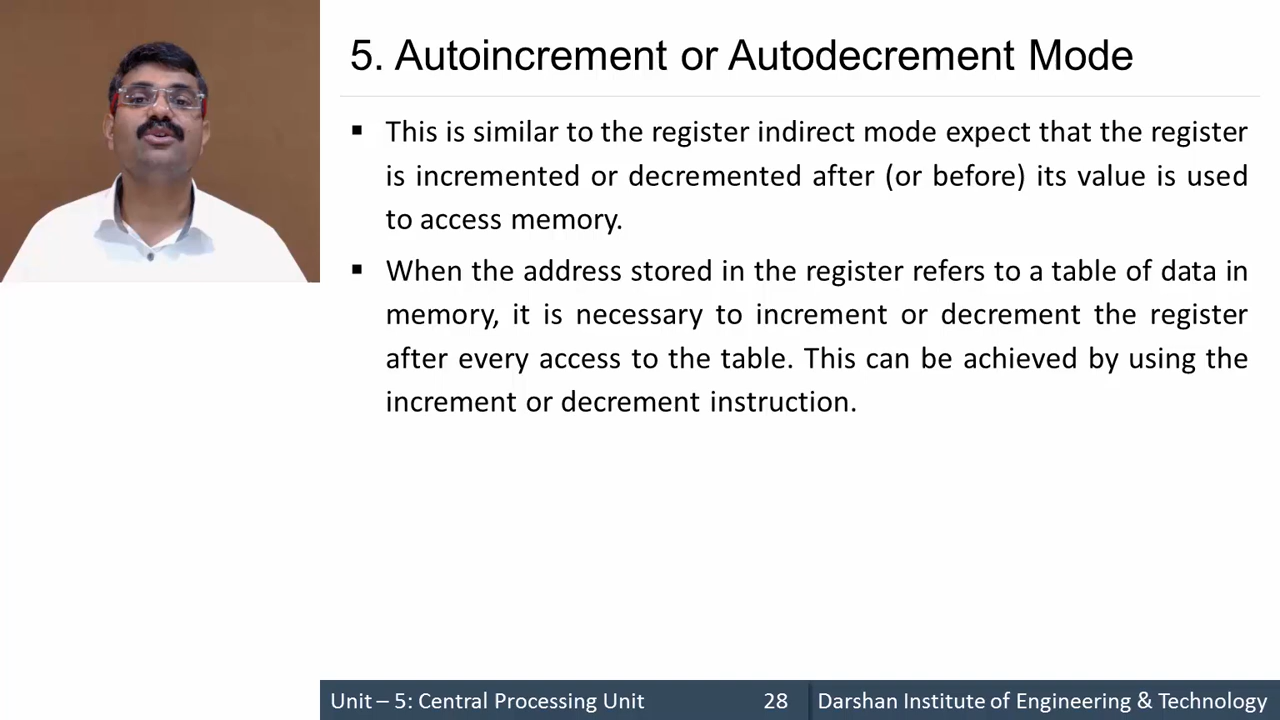 5. Autoincrement or Autodecrement Mode
▪ This is similar to the register indirect mode expect that the register
is incremented or decremented after (or before) its value is used
to access memory.
▪ When the address stored in the register refers to a table of data in
memory, it is necessary to increment or decrement the register
after every access to the table. This can be achieved by using the
increment or decrement instruction.
Unit – 5: Central Processing Unit 28 Darshan Institute of Engineering & Technology